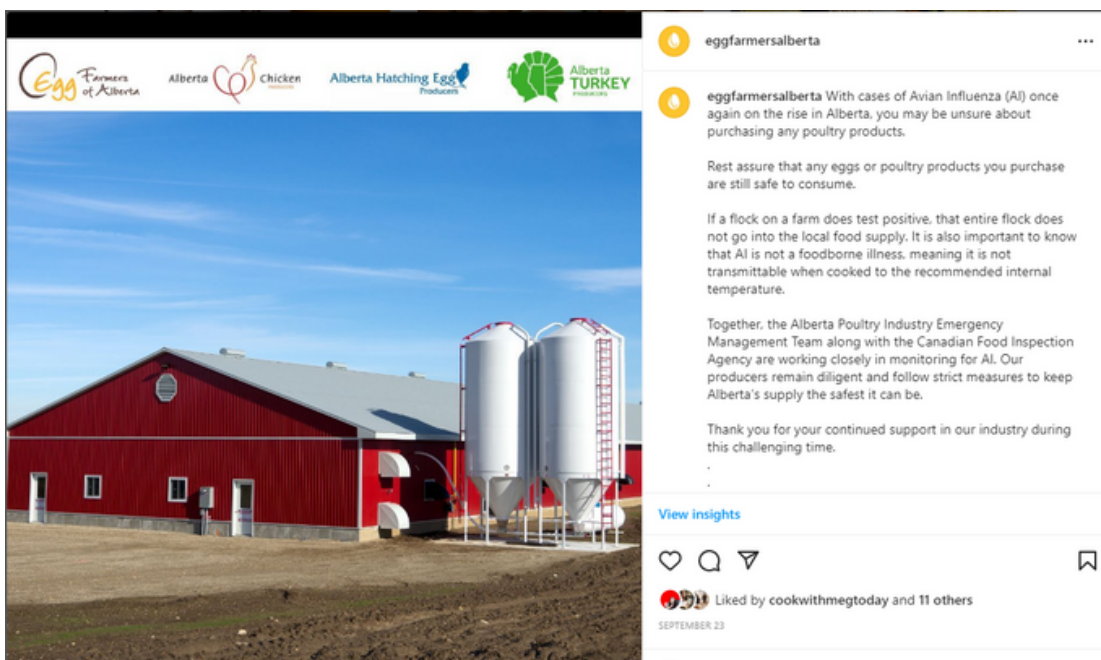 Egg Farmers
of Alberta
Alberta Chicken
PRODUCERS
Alberta Hatching Egg
Producers
Alberta
TURKEY
PRODUCERS
eggfarmersalberta
eggfarmersalberta With cases of Avian Influenza (AI) once
again on the rise in Alberta, you may be unsure about
purchasing any poultry products.
Rest assure that any eggs or poultry products you purchase
are still safe to consume.
If a flock on a farm does test positive, that entire flock does
not go into the local food supply. It is also important to know
that AI is not a foodborne illness, meaning it is not
transmittable when cooked to the recommended internal
temperature.
Together, the Alberta Poultry Industry Emergency
Management Team along with the Canadian Food Inspection
Agency are working closely in monitoring for AI. Our
producers remain diligent and follow strict measures to keep
Alberta's supply the safest it can be.
Thank you for your continued support in our industry during
this challenging time.
.
.
View insights
Liked by cookwithmegtoday and 11 others
SEPTEMBER 23